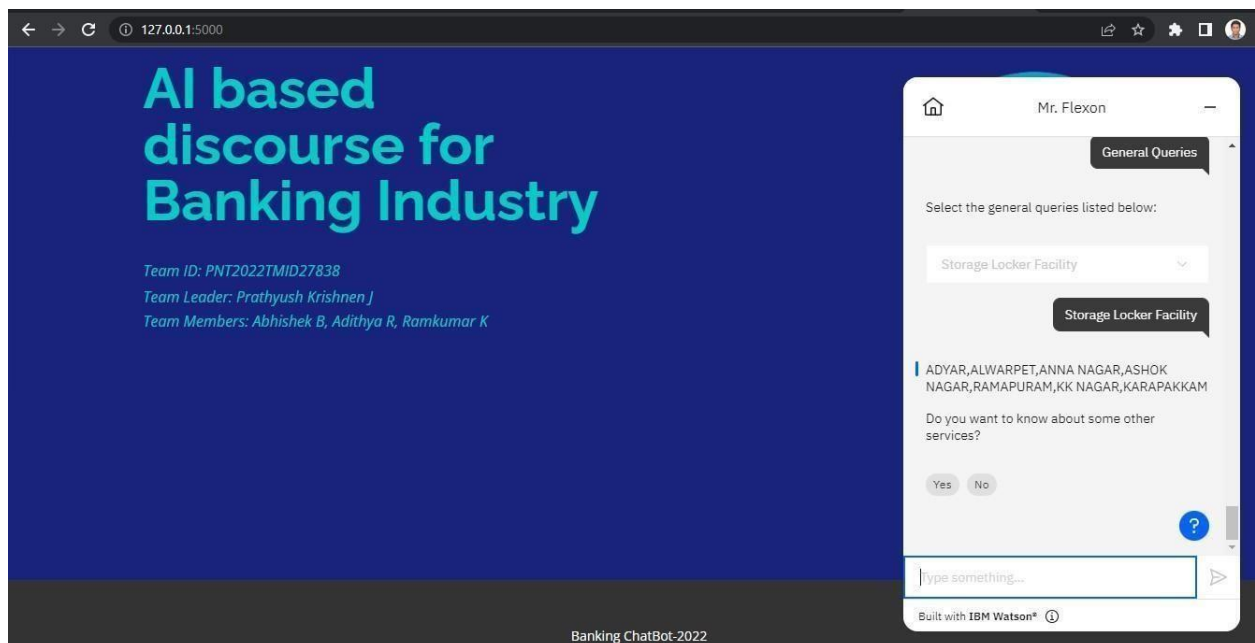 127.0.0.1:5000
AI based
discourse for
Banking Industry
Team ID: PNT2022TMID27838
Team Leader: Prathyush Krishnen J
Team Members: Abhishek B, Adithya R, Ramkumar K
Banking ChatBot-2022
Mr. Flexon
General Queries
Select the general queries listed below:
Storage Locker Facility
Storage Locker Facility
ADYAR,ALWARPET,ANNA NAGAR,ASHOK
NAGAR,RAMAPURAM,KK NAGAR,KARAPAKKAM
Do you want to know about some other
services?
Yes No
?
Type something...
Built with IBM Watson®